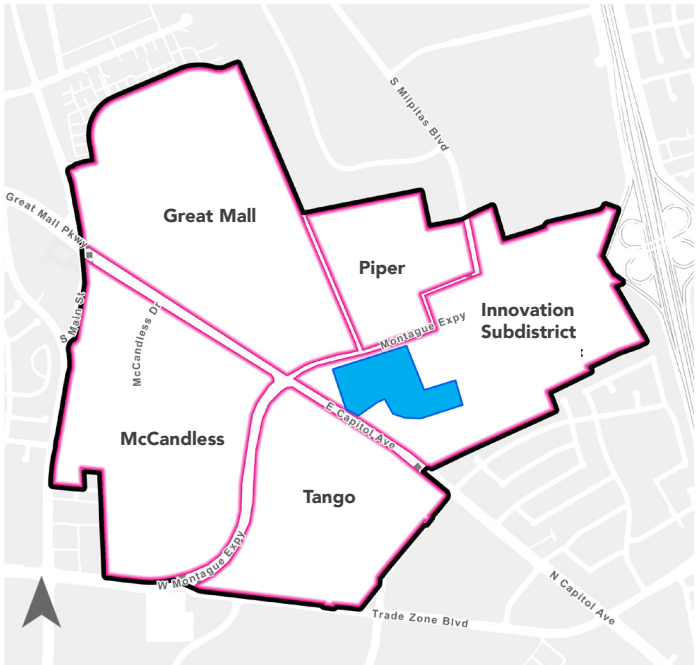 S Milpitas Blvd
Great Mall Pkwy
Great Mall
Piper
S Main St
McCandless Dr
Innovation
Subdistrict
Montague Expy
E Capitol Ave
McCandless
Tango
W Montague Expy
N Capitol Ave
Trade Zone Blvd